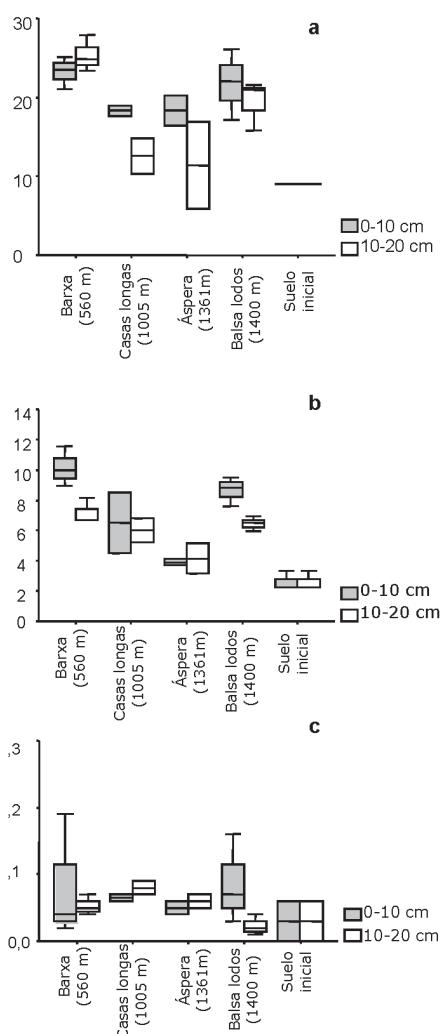 a
30
20
10
0
0-10 cm
10-20 cm
Barxa
(560 m)
Casas longas
(1005 m)
Áspera
(1361m)
Balsa lodos
(1400 m)
Suelo
inicial
b
14
12
10
8
6
4
2
0
0-10 cm
10-20 cm
Barxa
(560 m)
Casas longas
(1005 m)
Áspera
(1361m)
Balsa lodos
(1400 m)
Suelo
inicial
c
,3
,2
,1
0,0
0-10 cm
10-20 cm
Barxa
(560 m)
Casas longas
(1005 m)
Áspera
(1361m)
Balsa lodos
(1400 m)
Suelo
inicial